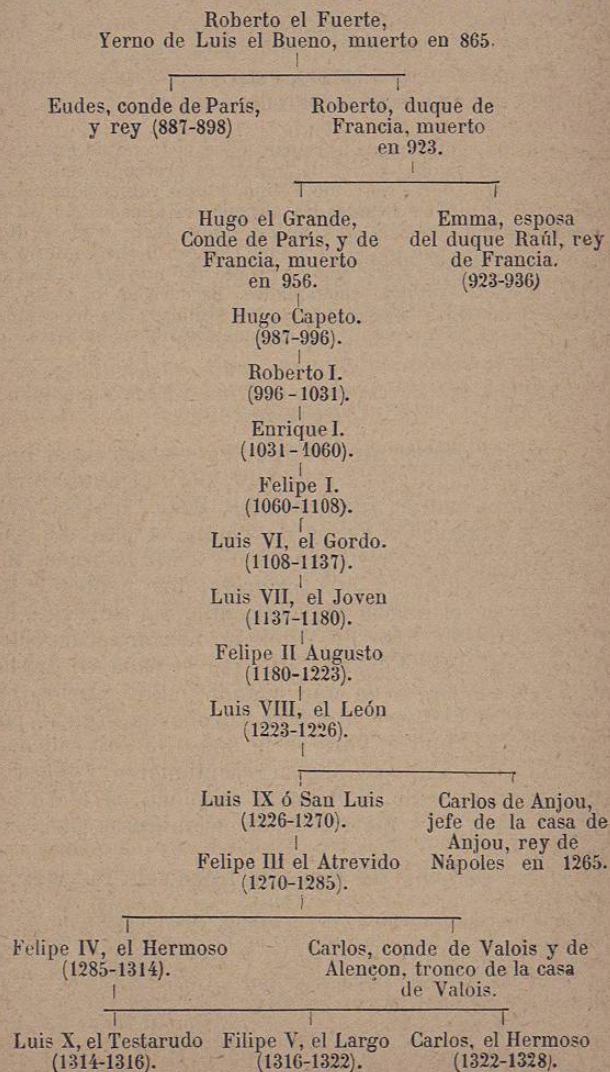 Roberto el Fuerte,
Yerno de Luis el Bueno, muerto en 865.
Eudes, conde de París,
y rey (887-898)
Roberto, duque de
Francia, muerto
en 923.
Hugo el Grande,
Conde de París, y de
Francia, muerto
en 956.
Emma, esposa
del duque Raúl, rey
de Francia.
(923-936)
Hugo Capeto.
(987-996).
Roberto I.
(996-1031).
Enrique I.
(1031-1060).
Felipe I.
(1060-1108).
Luis VI, el Gordo.
(1108-1137).
Luis VII, el Joven
(1137-1180).
Felipe II Augusto
(1180-1223).
Luis VIII, el León
(1223-1226).
Luis IX ó San Luis
(1226-1270).
Carlos de Anjou,
jefe de la casa de
Anjou, rey de
Nápoles en 1265.
Felipe III el Atrevido
(1270-1285).
Felipe IV, el Hermoso
(1285-1314).
Carlos, conde de Valois y de
Alençon, tronco de la casa
de Valois.
Luis X, el Testarudo
(1314-1316).
Filipe V, el Largo
(1316-1322).
Carlos, el Hermoso
(1322-1328).